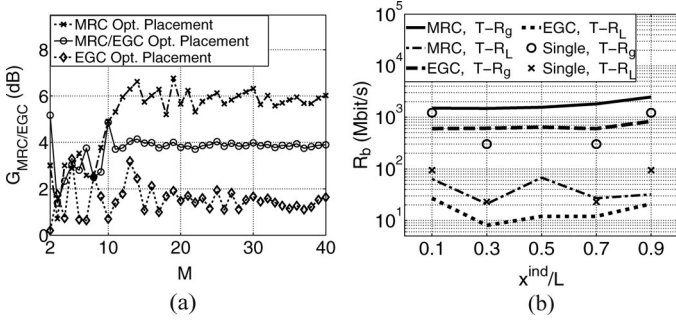 MRC Opt. Placement
MRC/EGC Opt. Placement
EGC Opt. Placement
8
6
4
2
0
2 10 20 30 40
G_MRC/EGC (dB)
M
(a)
MRC, T−R_g EGC, T−R_L
MRC, T−R_L Single, T−R_g
EGC, T−R_g Single, T−R_L
10^5
10^4
10^3
10^2
10^1
0.1 0.3 0.5 0.7 0.9
R_b (Mbit/s)
x^ind/L
(b)